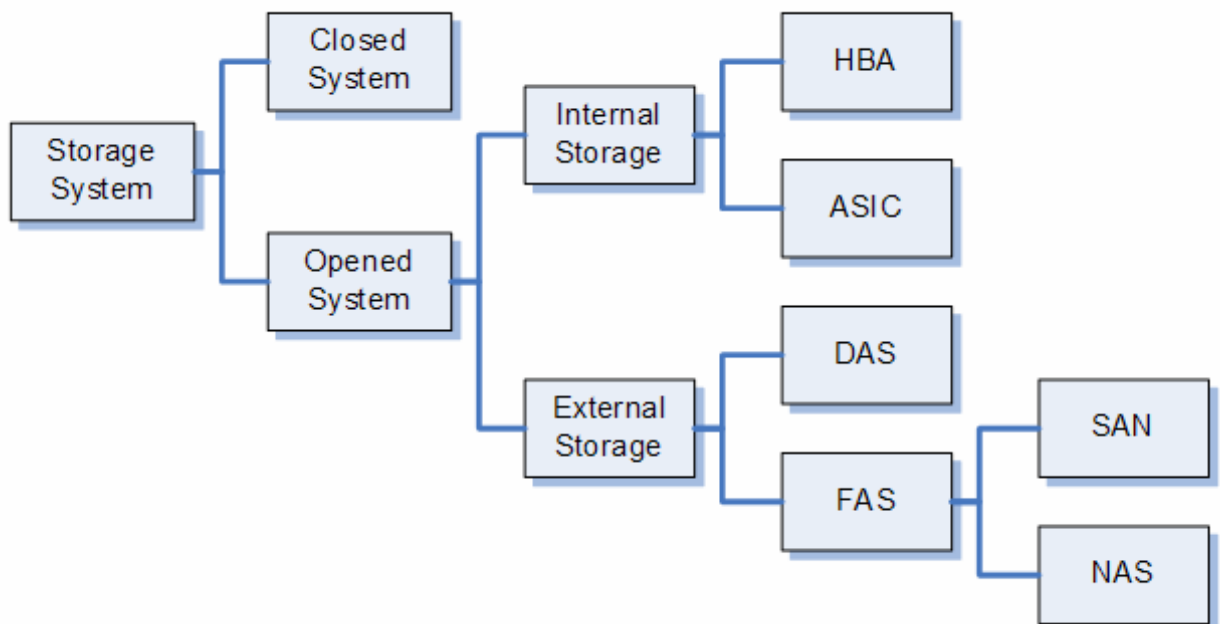 Closed
System
HBA
Internal
Storage
Storage
System
ASIC
Opened
System
DAS
External
Storage
SAN
FAS
NAS